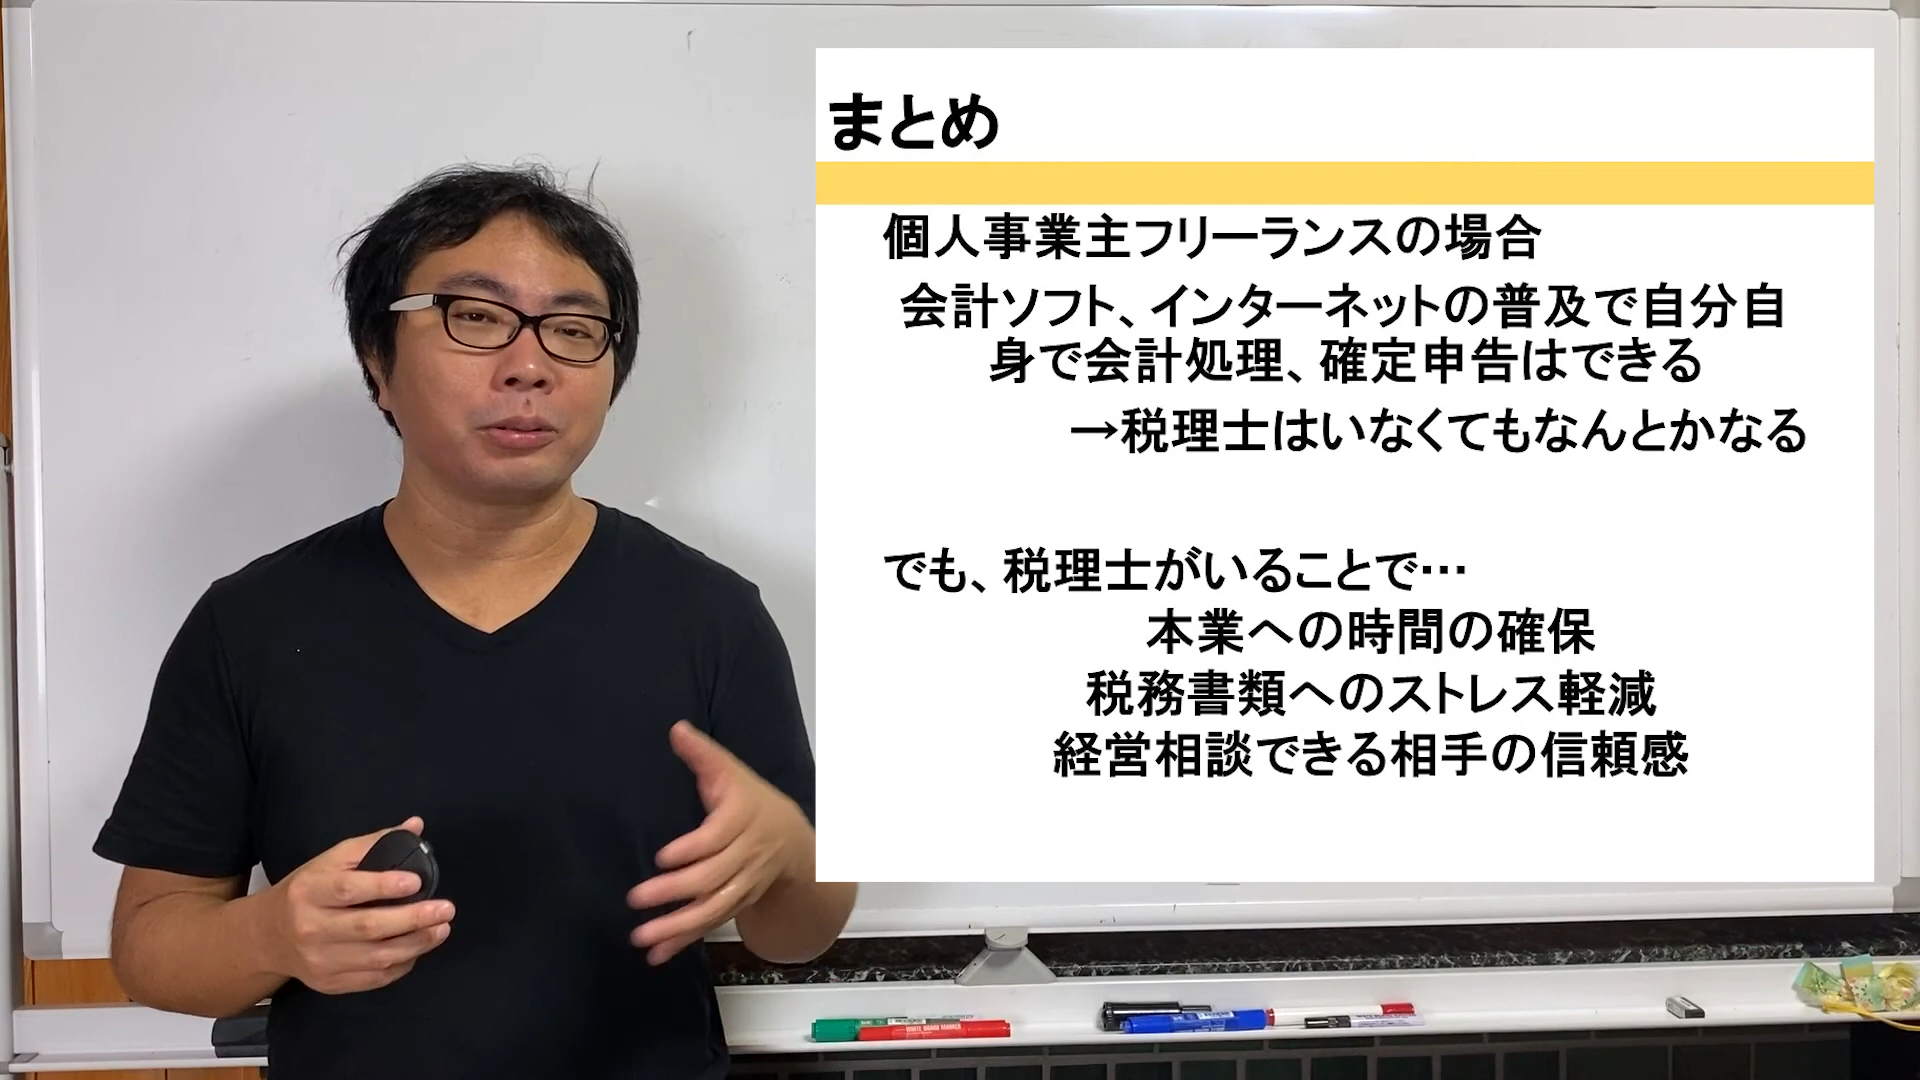 まとめ
個人事業主フリーランスの場合
会計ソフト、インターネットの普及で自分自
身で会計処理、確定申告はできる
→税理士はいなくてもなんとかなる
でも、税理士がいることで…
本業への時間の確保
税務書類へのストレス軽減
経営相談できる相手の信頼感
WHITE BOARD MARKER